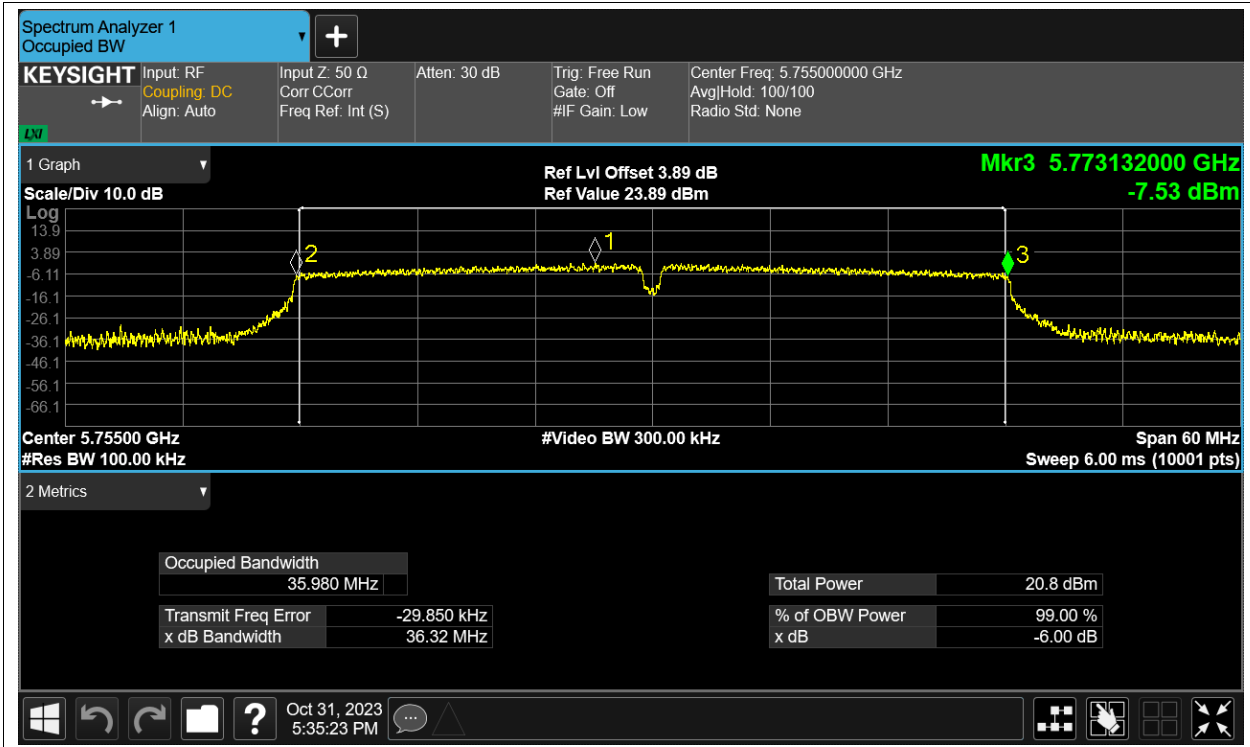 Spectrum Analyzer 1
Occupied BW
+
KEYSIGHT
LXI
Input: RF
Coupling: DC
Align: Auto
Input Z: 50 Ω
Corr CCorr
Freq Ref: Int (S)
Atten: 30 dB
Trig: Free Run
Gate: Off
#IF Gain: Low
Center Freq: 5.755000000 GHz
Avg|Hold: 100/100
Radio Std: None
1 Graph
Scale/Div 10.0 dB
Ref Lvl Offset 3.89 dB
Ref Value 23.89 dBm
Mkr3 5.773132000 GHz
-7.53 dBm
Log
13.9
3.89
-6.11
-16.1
-26.1
-36.1
-46.1
-56.1
-66.1
2
1
3
Center 5.75500 GHz
#Res BW 100.00 kHz
#Video BW 300.00 kHz
Span 60 MHz
Sweep 6.00 ms (10001 pts)
2 Metrics
Occupied Bandwidth
35.980 MHz
Transmit Freq Error -29.850 kHz
x dB Bandwidth 36.32 MHz
Total Power 20.8 dBm
% of OBW Power 99.00 %
x dB -6.00 dB
?
Oct 31, 2023
5:35:23 PM